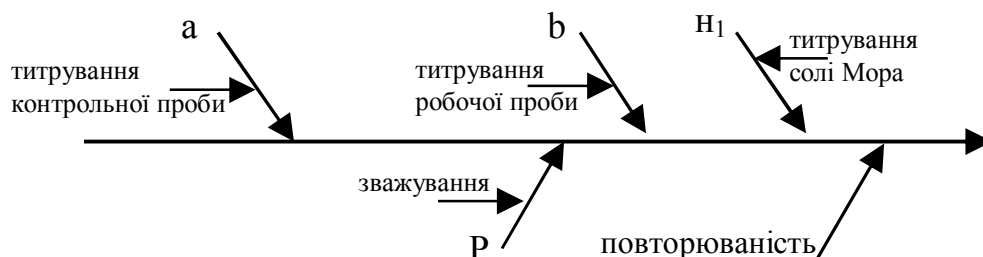 a
b
н1
титрування
контрольної проби
титрування
робочої проби
титрування
солі Мора
зважування
P
повторюваність